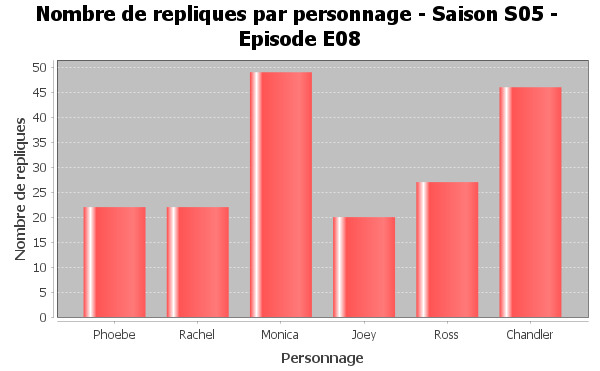 Nombre de repliques par personnage - Saison S05 -
Episode E08
Nombre de repliques
50
45
40
35
30
25
20
15
10
5
0
Phoebe Rachel Monica Joey Ross Chandler
Personnage